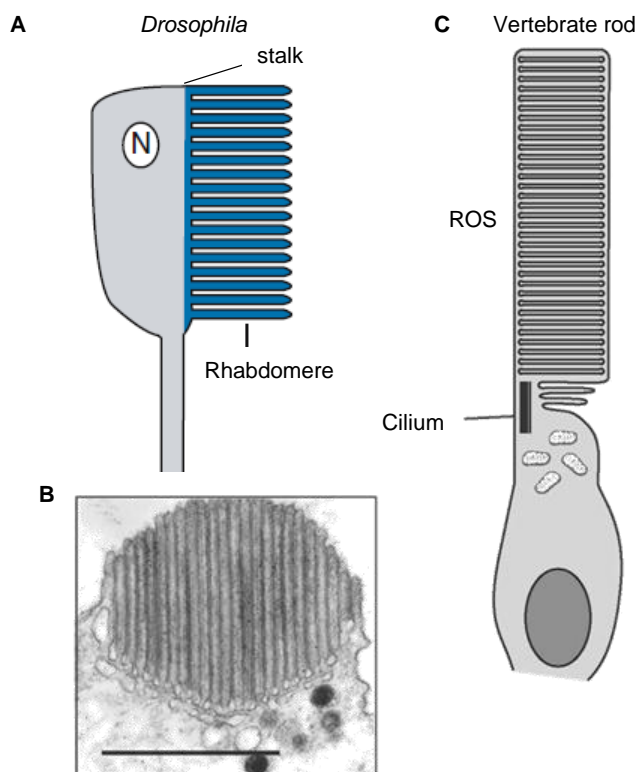 A
Drosophila
stalk
N
Rhabdomere
B
C
Vertebrate rod
ROS
Cilium